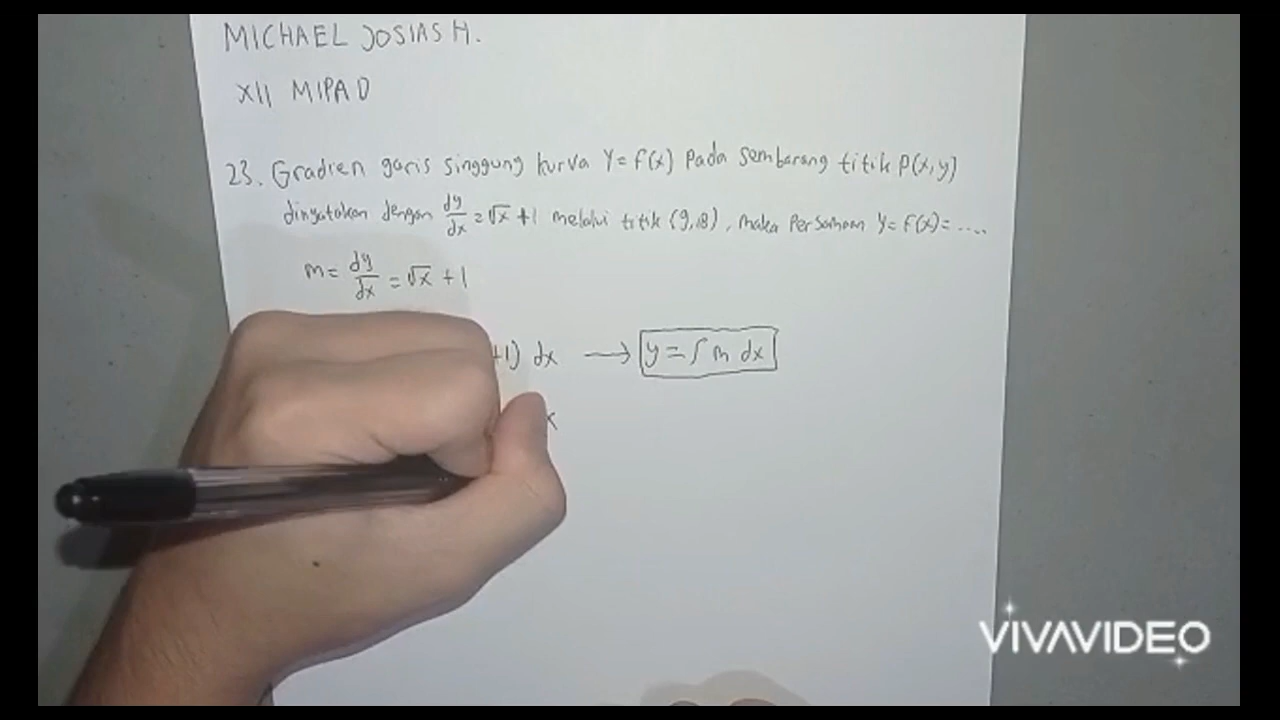 MICHAEL JOSIAS H.
XII MIPA D
23. Gradien garis singgung kurva Y = f(x) Pada sembarang titik P(x,y)
dinyatakan dengan dy/dx = √x + 1 melalui titik (9,18), maka Persamaan Y = f(x) = ....
m = dy/dx = √x + 1
+1) dx → y = ∫ m dx
x
VIVAVIDEO